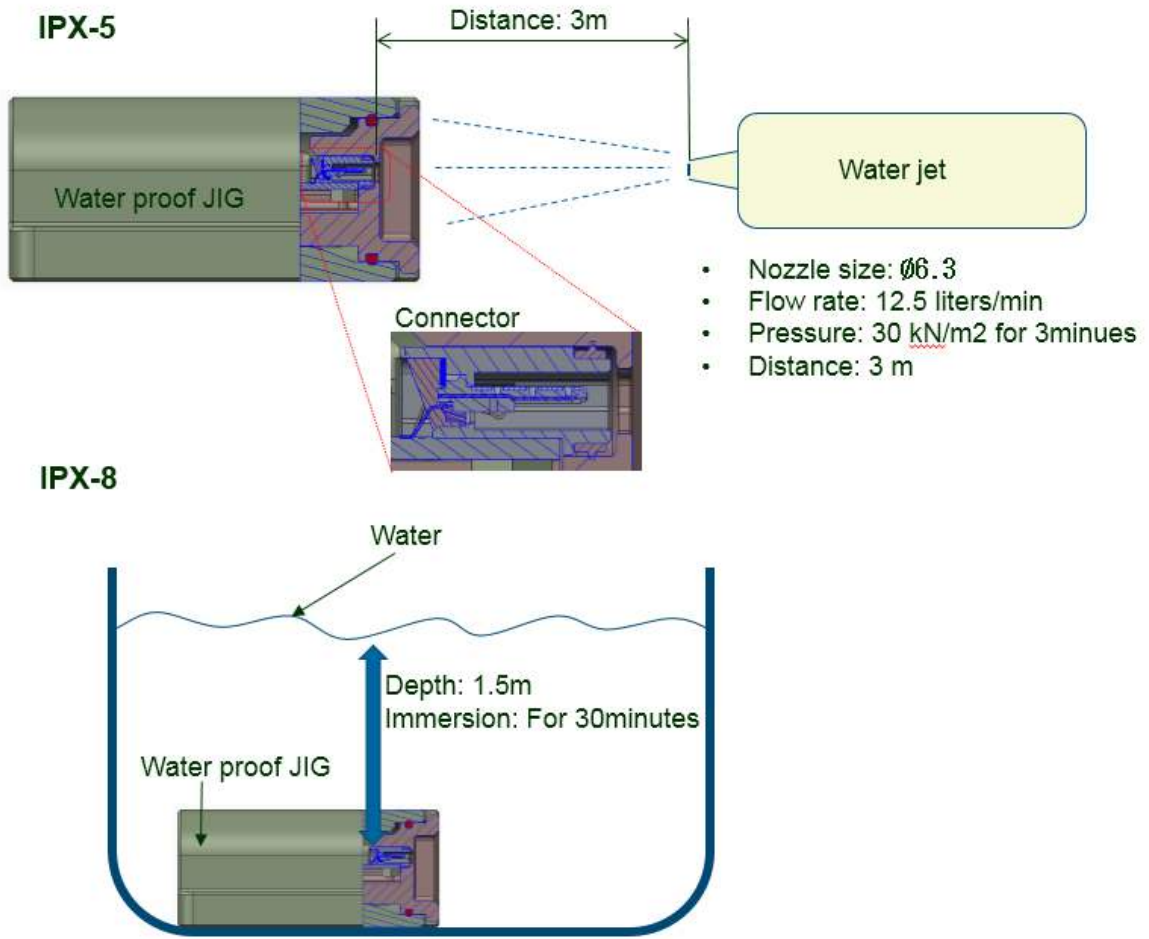 IPX-5
Distance: 3m
Water proof JIG
Water jet
• Nozzle size: Ø6.3
• Flow rate: 12.5 liters/min
• Pressure: 30 kN/m2 for 3minues
• Distance: 3 m
Connector
IPX-8
Water
Depth: 1.5m
Immersion: For 30minutes
Water proof JIG